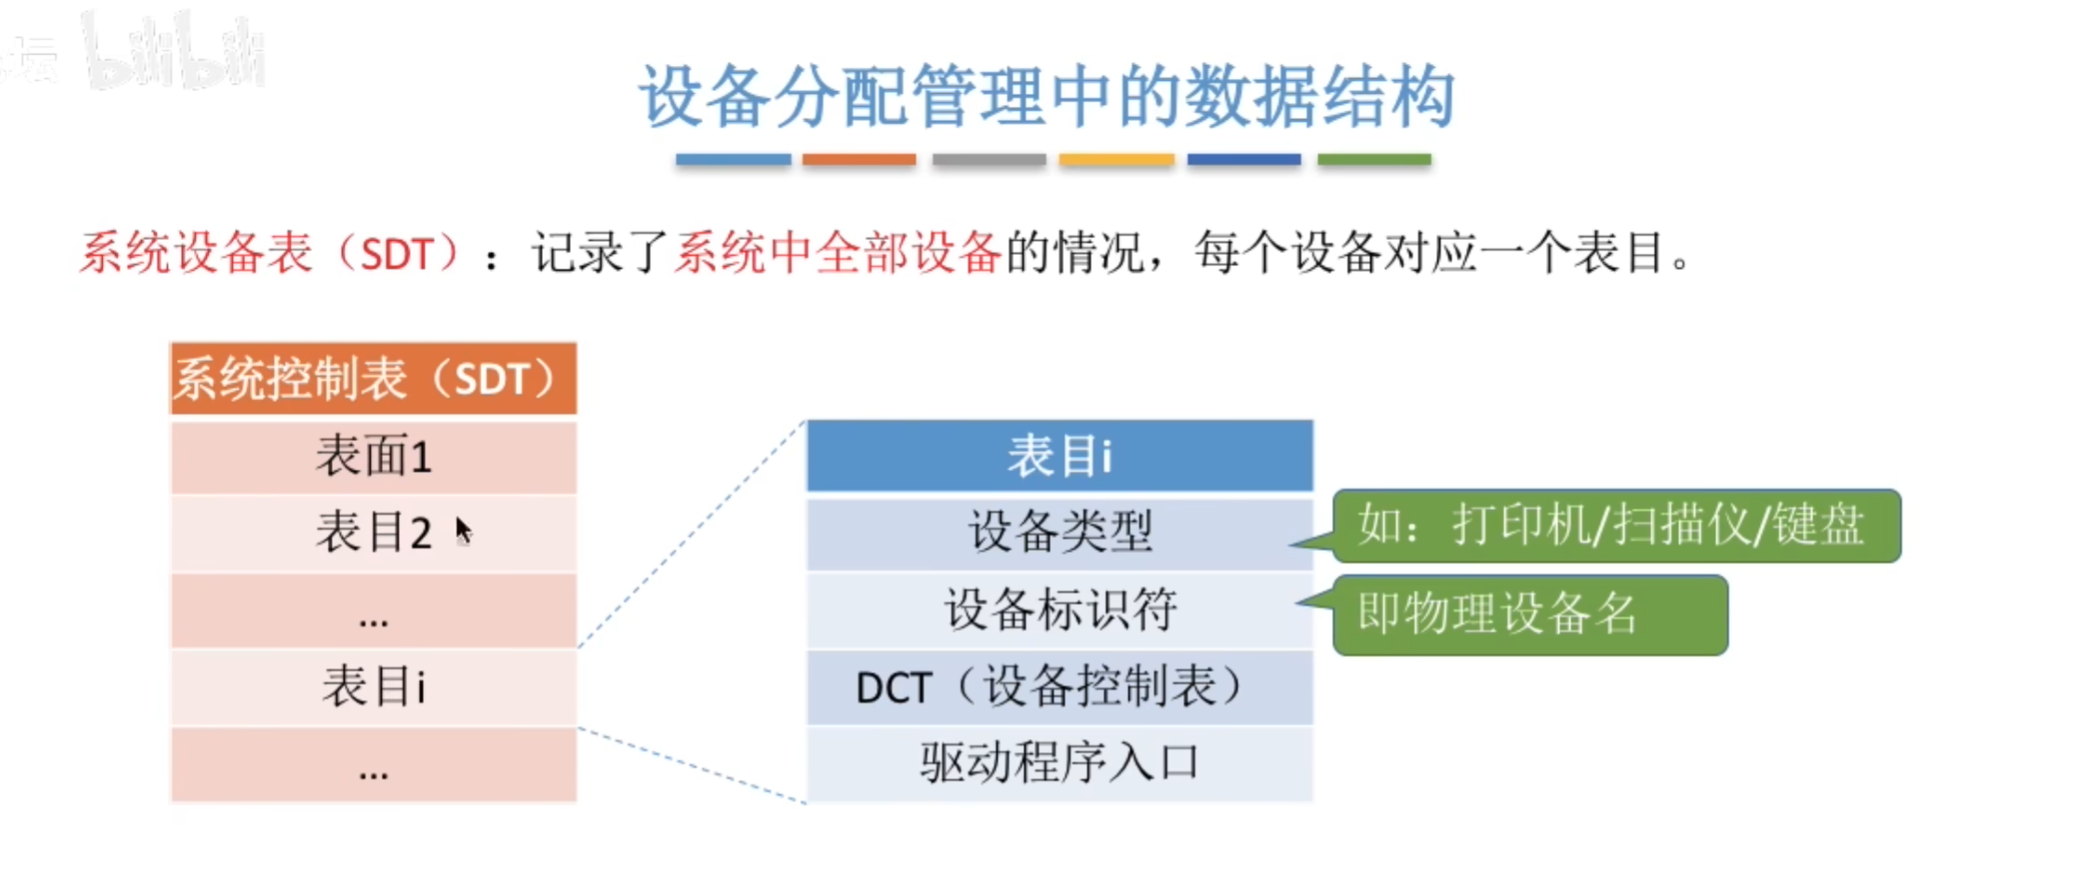 坛 bilibili
设备分配管理中的数据结构
系统设备表（SDT）：记录了系统中全部设备的情况，每个设备对应一个表目。
系统控制表（SDT）
表面1
表目2
...
表目i
...
表目i
设备类型
设备标识符
DCT（设备控制表）
驱动程序入口
如：打印机/扫描仪/键盘
即物理设备名